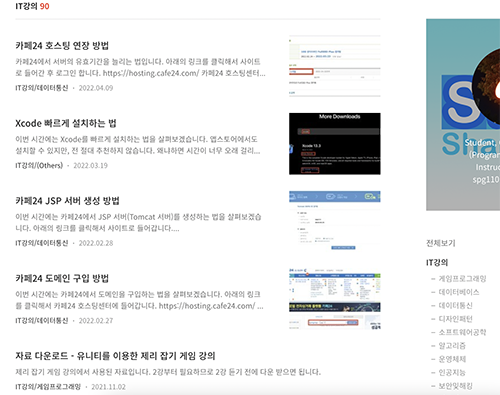 IT강의 90
카페24 호스팅 연장 방법
카페24에서 서버의 유효기간을 늘리는 법입니다. 아래의 링크를 클릭해서 사이트
로 들어간 후 로그인 합니다. https://hosting.cafe24.com/ 카페24 호스팅센터...
IT강의/데이터통신 · 2022.04.09
Xcode 빠르게 설치하는 법
이번 시간에는 Xcode를 빠르게 설치하는 법을 살펴보겠습니다. 앱스토어에서도
설치할 수 있지만, 전 절대 추천하지 않습니다. 왜냐하면 시간이 너무 오래 걸리...
IT강의/(Others) · 2022.03.19
More Downloads
Xcode 13.3
카페24 JSP 서버 생성 방법
이번 시간에는 카페24에서 JSP 서버(Tomcat 서버)를 생성하는 법을 살펴보겠습
니다. 아래의 링크를 클릭해서 사이트로 들어갑니다....
IT강의/데이터통신 · 2022.02.28
카페24 도메인 구입 방법
이번 시간에는 카페24에서 도메인을 구입하는 법을 살펴보겠습니다. 아래의 링크
를 클릭해서 카페24 호스팅센터에 들어갑니다. https://hosting.cafe24.com/ ...
IT강의/데이터통신 · 2022.02.27
자료 다운로드 - 유니티를 이용한 제리 잡기 게임 강의
제리 잡기 게임 강의에서 사용된 자료입니다. 2강부터 필요하므로 2강 듣기 전에 다운 받으면 됩니다.
IT강의/게임프로그래밍 · 2021.11.02
S
Sha
Student,
(Program
Instruc
spg110
전체보기
IT강의
– 게임프로그래밍
– 데이터베이스
– 데이터통신
– 디자인패턴
– 소프트웨어공학
– 알고리즘
– 운영체제
– 인공지능
– 보안및해킹